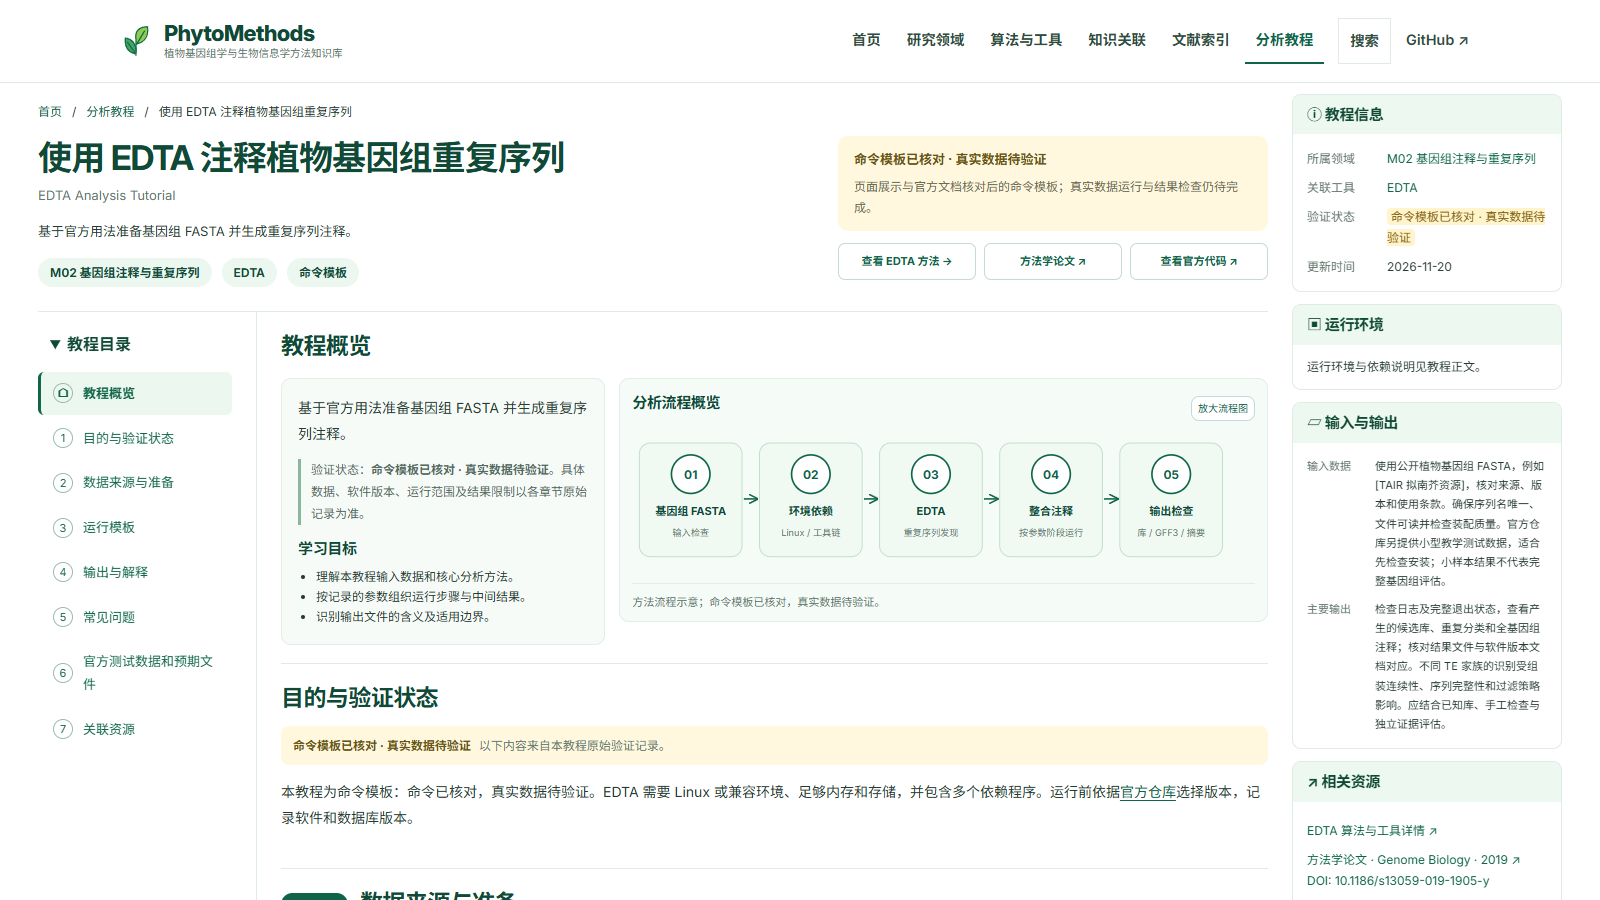 PhytoMethods
植物基因组学与生物信息学方法知识库
首页
研究领域
算法与工具
知识关联
文献索引
分析教程
搜索
GitHub ↗
首页 / 分析教程 / 使用 EDTA 注释植物基因组重复序列
使用 EDTA 注释植物基因组重复序列
EDTA Analysis Tutorial
基于官方用法准备基因组 FASTA 并生成重复序列注释。
M02 基因组注释与重复序列
EDTA
命令模板
命令模板已核对 · 真实数据待验证
页面展示与官方文档核对后的命令模板；真实数据运行与结果检查仍待完
成。
查看 EDTA 方法 →
方法学论文 ↗
查看官方代码 ↗
▼ 教程目录
教程概览
1 目的与验证状态
2 数据来源与准备
3 运行模板
4 输出与解释
5 常见问题
6 官方测试数据和预期文
件
7 关联资源
教程概览
基于官方用法准备基因组 FASTA 并生成重复序
列注释。
验证状态：命令模板已核对 · 真实数据待验证。具体
数据、软件版本、运行范围及结果限制以各章节原始
记录为准。
学习目标
• 理解本教程输入数据和核心分析方法。
• 按记录的参数组织运行步骤与中间结果。
• 识别输出文件的含义及适用边界。
分析流程概览
放大流程图
01
基因组 FASTA
输入检查
02
环境依赖
Linux / 工具链
03
EDTA
重复序列发现
04
整合注释
按参数阶段运行
05
输出检查
库 / GFF3 / 摘要
方法流程示意；命令模板已核对，真实数据待验证。
目的与验证状态
命令模板已核对 · 真实数据待验证 以下内容来自本教程原始验证记录。
本教程为命令模板：命令已核对，真实数据待验证。EDTA 需要 Linux 或兼容环境、足够内存和存储，并包含多个依赖程序。运行前依据官方仓库选择版本，记
录软件和数据库版本。
数据来源与准备
ⓘ 教程信息
所属领域 M02 基因组注释与重复序列
关联工具 EDTA
验证状态 命令模板已核对 · 真实数据待
验证
更新时间 2026-11-20
▣ 运行环境
运行环境与依赖说明见教程正文。
▱ 输入与输出
输入数据 使用公开植物基因组 FASTA，例如
[TAIR 拟南芥资源]，核对来源、版
本和使用条款。确保序列名唯一、
文件可读并检查装配质量。官方仓
库另提供小型教学测试数据，适合
先检查安装；小样本结果不代表完
整基因组评估。
主要输出 检查日志及完整退出状态，查看产
生的候选库、重复分类和全基因组
注释；核对结果文件与软件版本文
档对应。不同 TE 家族的识别受组
装连续性、序列完整性和过滤策略
影响。应结合已知库、手工检查与
独立证据评估。
↗ 相关资源
EDTA 算法与工具详情 ↗
方法学论文 · Genome Biology · 2019 ↗
DOI: 10.1186/s13059-019-1905-y